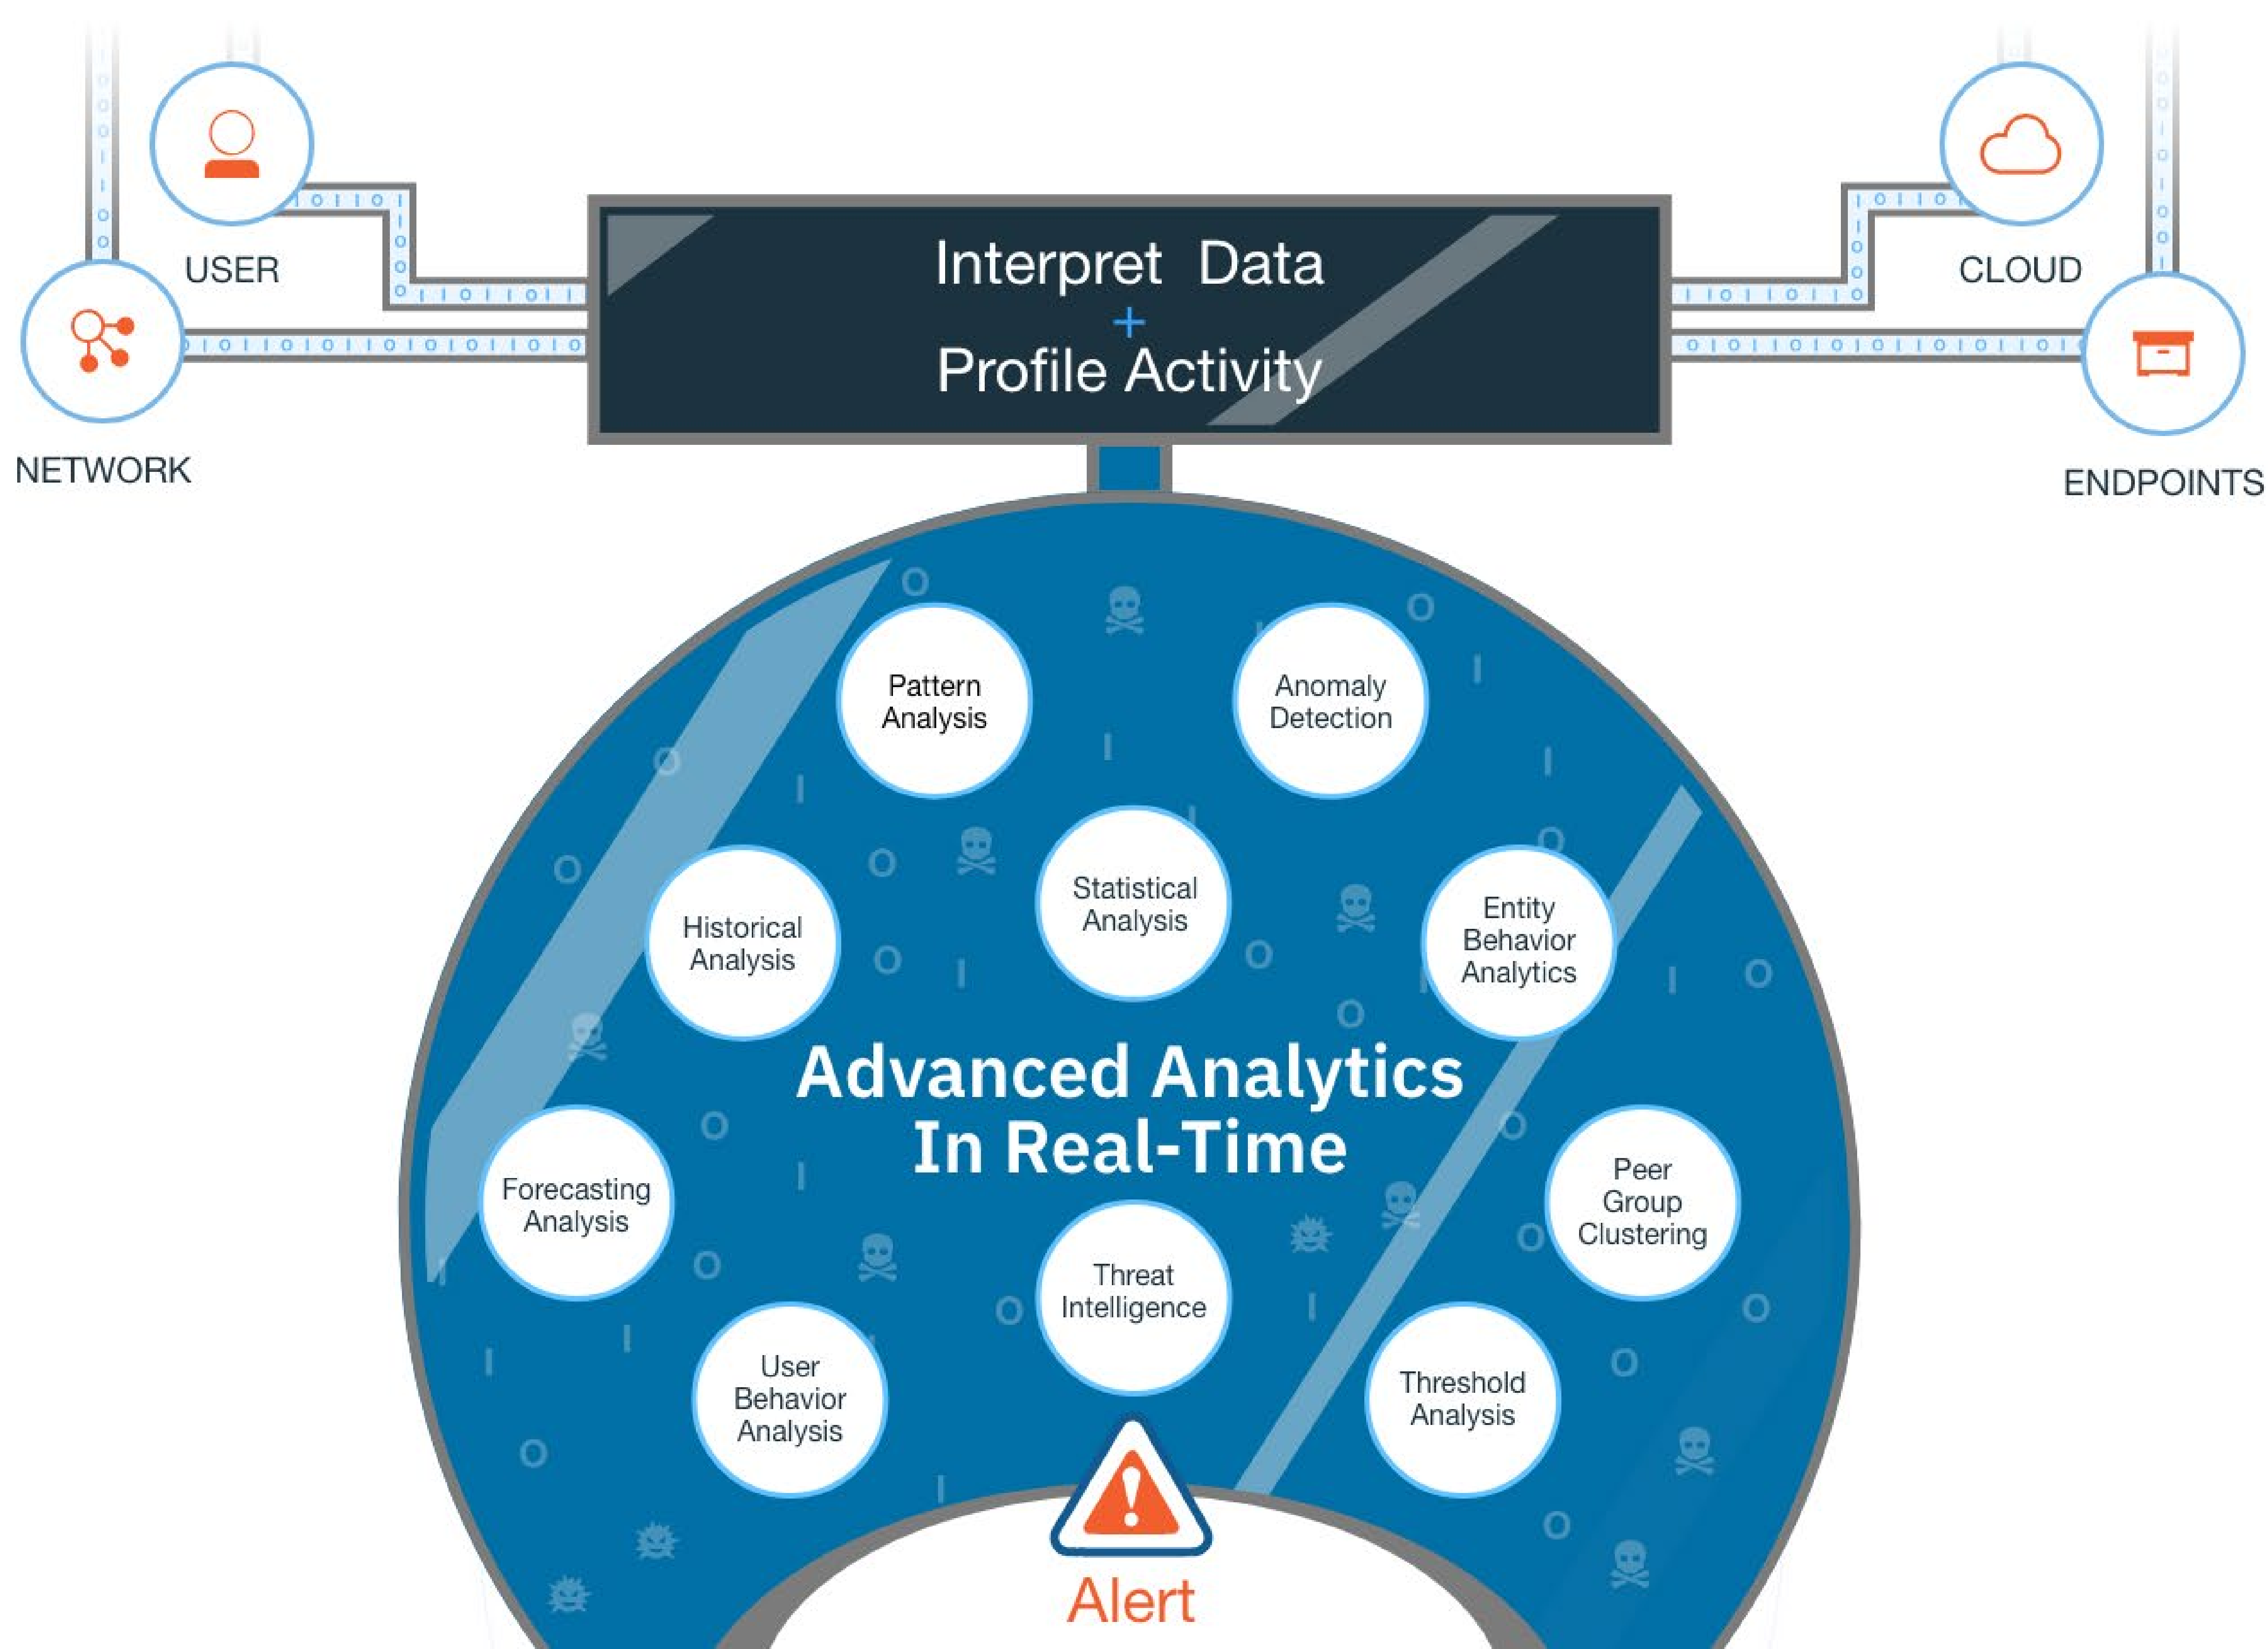 USER
CLOUD
NETWORK
ENDPOINTS
Interpret Data
+
Profile Activity
Pattern
Analysis
Anomaly
Detection
Historical
Analysis
Statistical
Analysis
Entity
Behavior
Analytics
Advanced Analytics
In Real-Time
Forecasting
Analysis
Peer
Group
Clustering
Threat
Intelligence
User
Behavior
Analysis
Threshold
Analysis
Alert